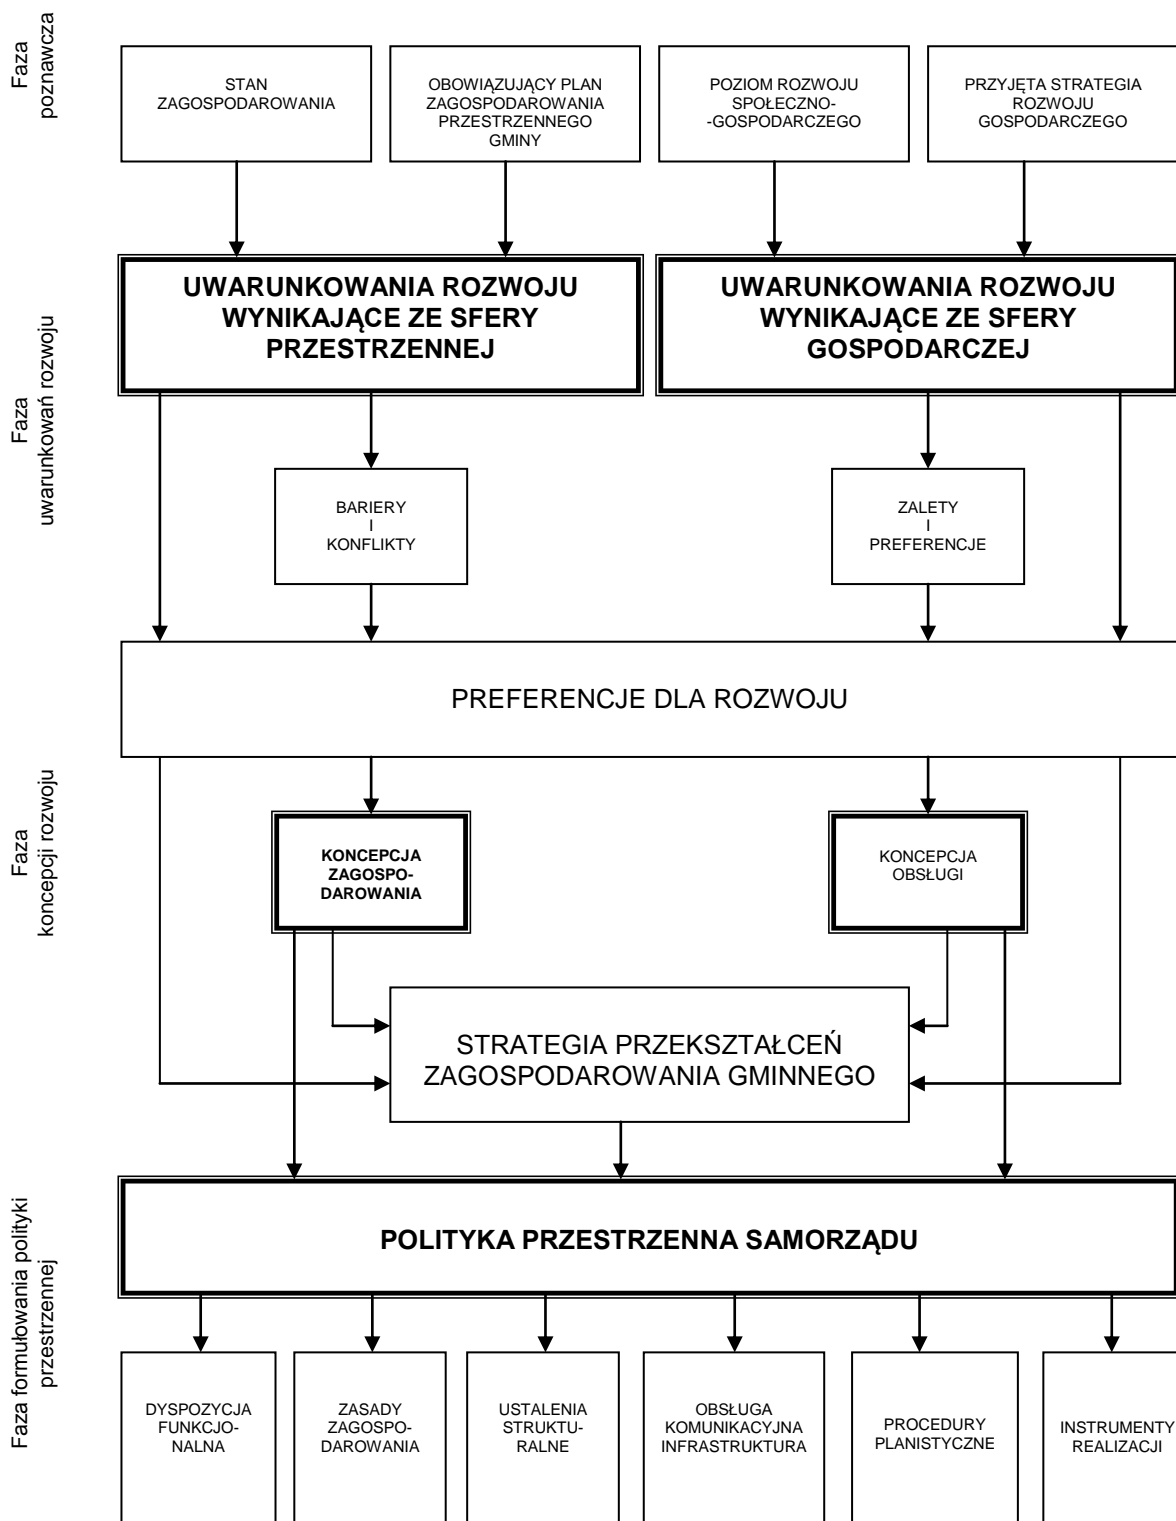 Faza
poznawcza
STAN
ZAGOSPODAROWANIA
OBOWIĄZUJĄCY PLAN
ZAGOSPODAROWANIA
PRZESTRZENNEGO
GMINY
POZIOM ROZWOJU
SPOŁECZNO-
-GOSPODARCZEGO
PRZYJĘTA STRATEGIA
ROZWOJU
GOSPODARCZEGO
Faza
uwarunkowań rozwoju
UWARUNKOWANIA ROZWOJU
WYNIKAJĄCE ZE SFERY
PRZESTRZENNEJ
UWARUNKOWANIA ROZWOJU
WYNIKAJĄCE ZE SFERY
GOSPODARCZEJ
BARIERY
I
KONFLIKTY
ZALETY
I
PREFERENCJE
PREFERENCJE DLA ROZWOJU
Faza
koncepcji rozwoju
KONCEPCJA
ZAGOSPO-
DAROWANIA
KONCEPCJA
OBSŁUGI
STRATEGIA PRZEKSZTAŁCEŃ
ZAGOSPODAROWANIA GMINNEGO
Faza formułowania polityki
przestrzennej
POLITYKA PRZESTRZENNA SAMORZĄDU
DYSPOZYCJA
FUNKCJO-
NALNA
ZASADY
ZAGOSPO-
DAROWANIA
USTALENIA
STRUKTU-
RALNE
OBSŁUGA
KOMUNIKACYJNA
INFRASTRUKTURA
PROCEDURY
PLANISTYCZNE
INSTRUMENTY
REALIZACJI